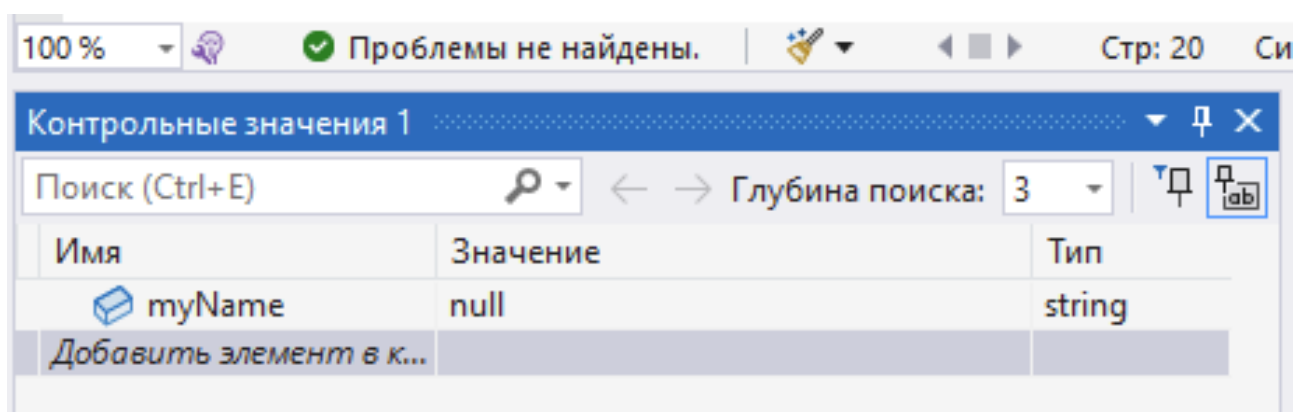 100 % Проблемы не найдены. Стр: 20 Си
Контрольные значения 1
Поиск (Ctrl+E) Глубина поиска: 3 ab
Имя Значение Тип
myName null string
Добавить элемент в к...